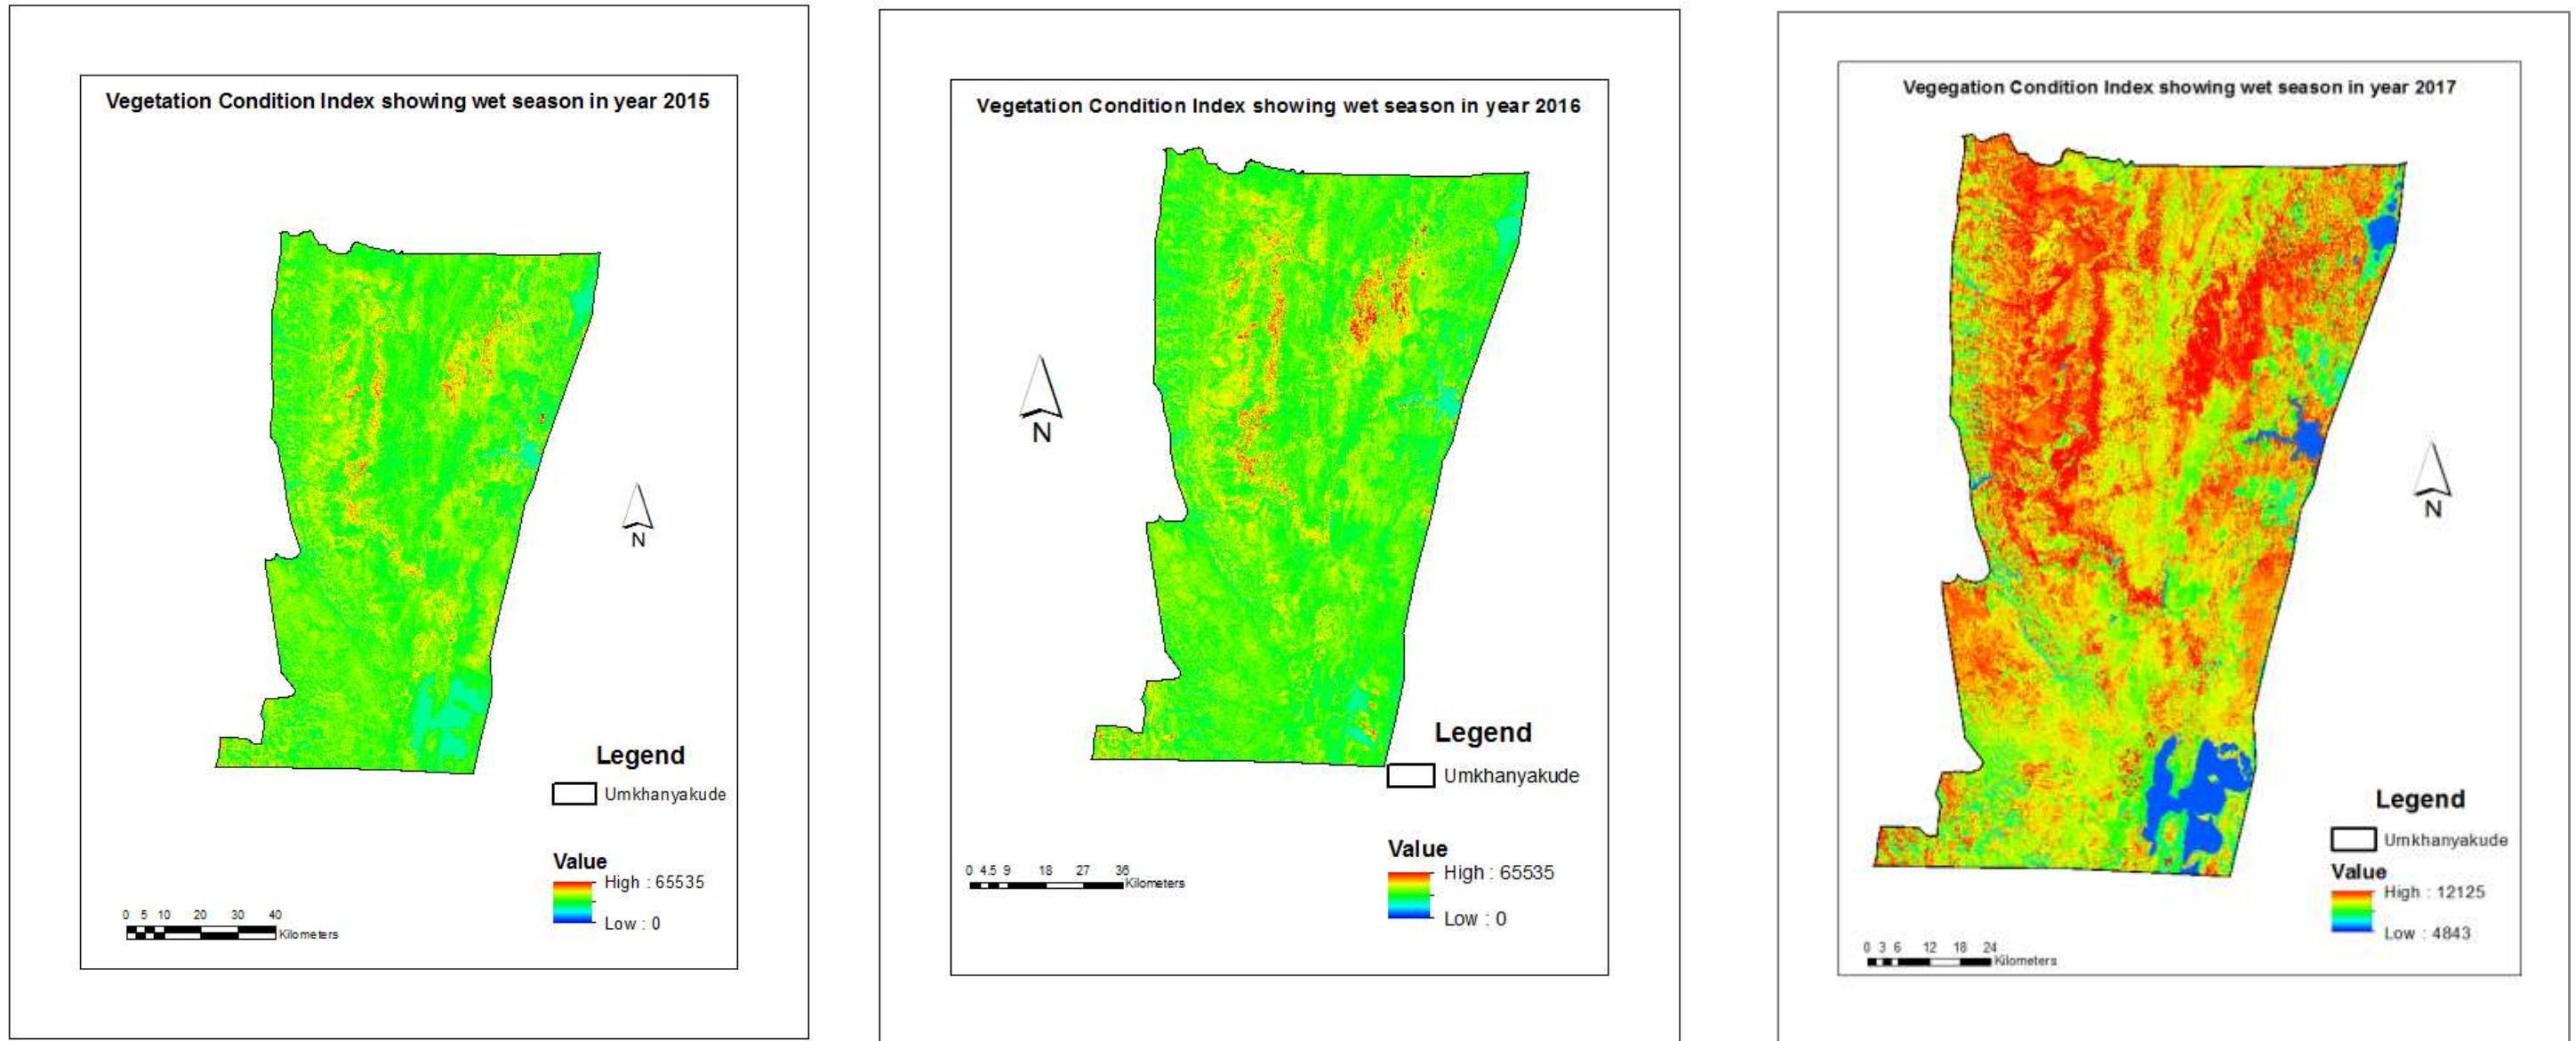 Vegetation Condition Index showing wet season in year 2015
N
Legend
Umkhanyakude
Value
High : 65535
Low : 0
0 5 10 20 30 40
Kilometers
Vegetation Condition Index showing wet season in year 2016
N
Legend
Umkhanyakude
Value
High : 65535
Low : 0
0 4.5 9 18 27 36
Kilometers
Vegegation Condition Index showing wet season in year 2017
N
Legend
Umkhanyakude
Value
High : 12125
Low : 4843
0 3 6 12 18 24
Kilometers